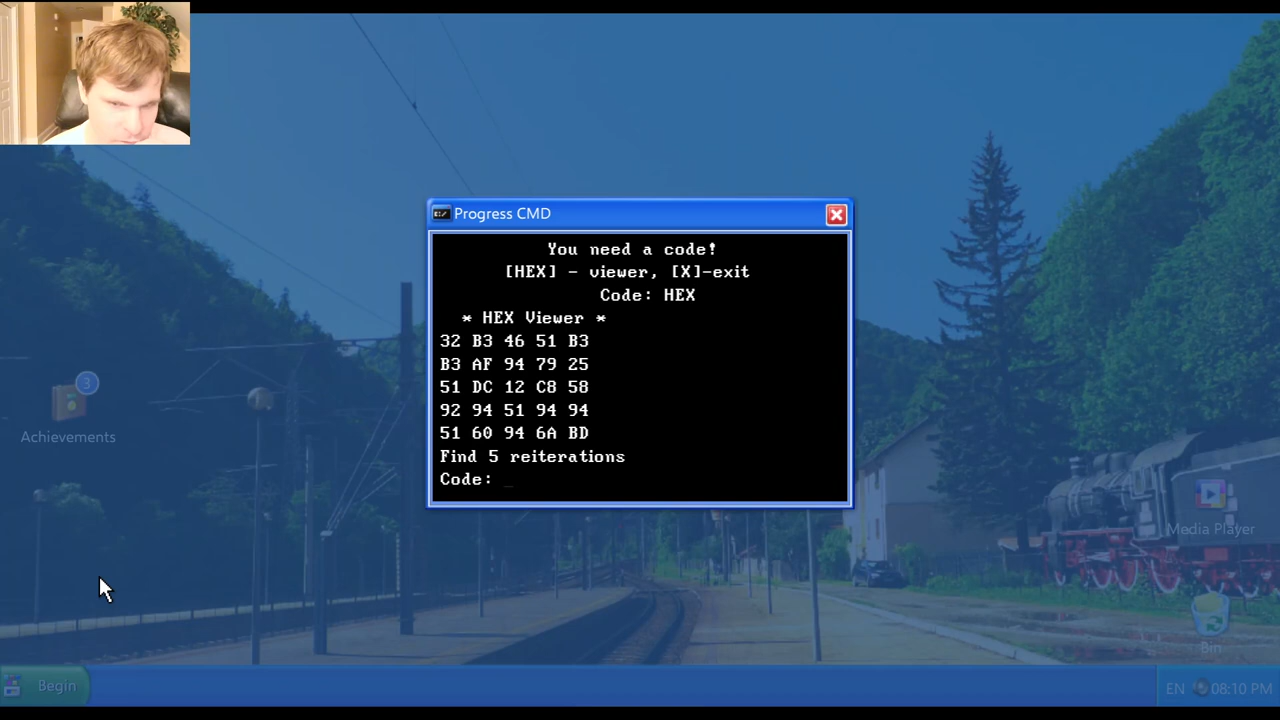 Progress CMD
You need a code!
[HEX] - viewer, [X]-exit
Code: HEX
* HEX Viewer *
32 B3 46 51 B3
B3 AF 94 79 25
51 DC 12 C8 58
92 94 51 94 94
51 60 94 6A BD
Find 5 reiterations
Code: _
3
Achievements
Media Player
Bin
Begin
EN 08:10 PM